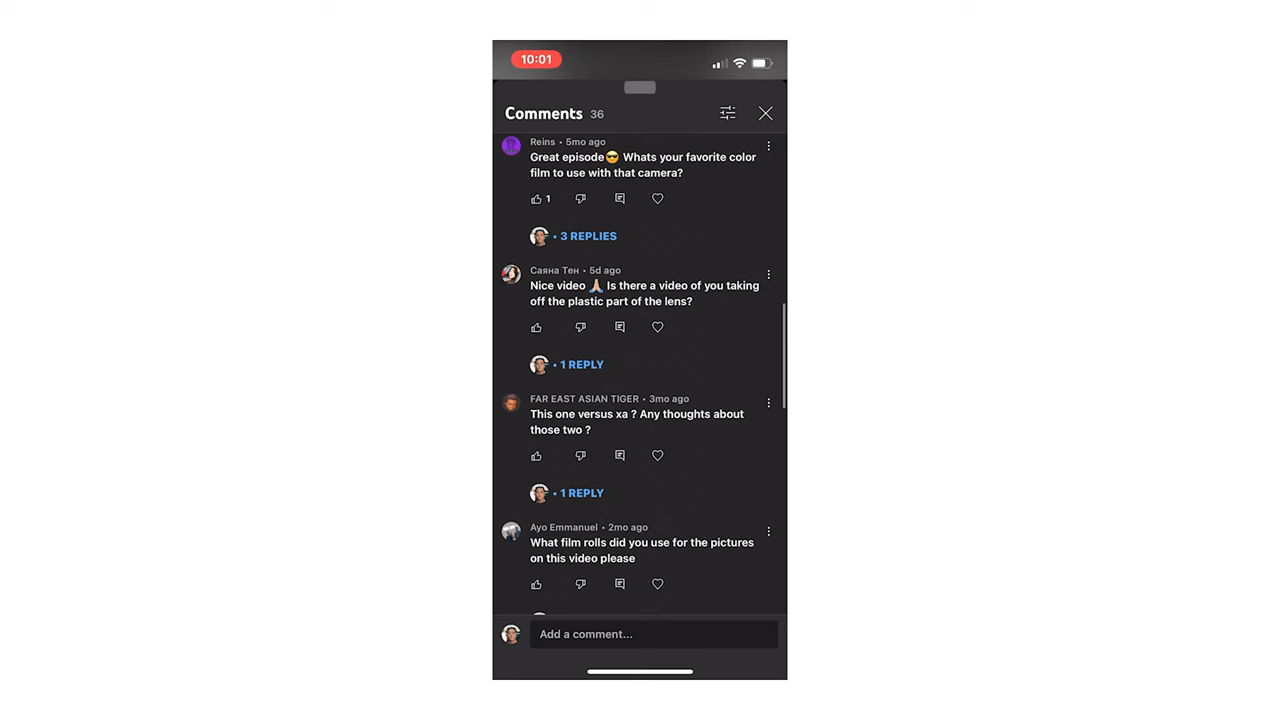 10:01
Comments 36
Reins • 5mo ago
Great episode😎 Whats your favorite color
film to use with that camera?
1
• 3 REPLIES
Саяна Тен • 5d ago
Nice video 🙏🏼 Is there a video of you taking
off the plastic part of the lens?
• 1 REPLY
FAR EAST ASIAN TIGER • 3mo ago
This one versus xa ? Any thoughts about
those two ?
• 1 REPLY
Ayo Emmanuel • 2mo ago
What film rolls did you use for the pictures
on this video please
Add a comment...